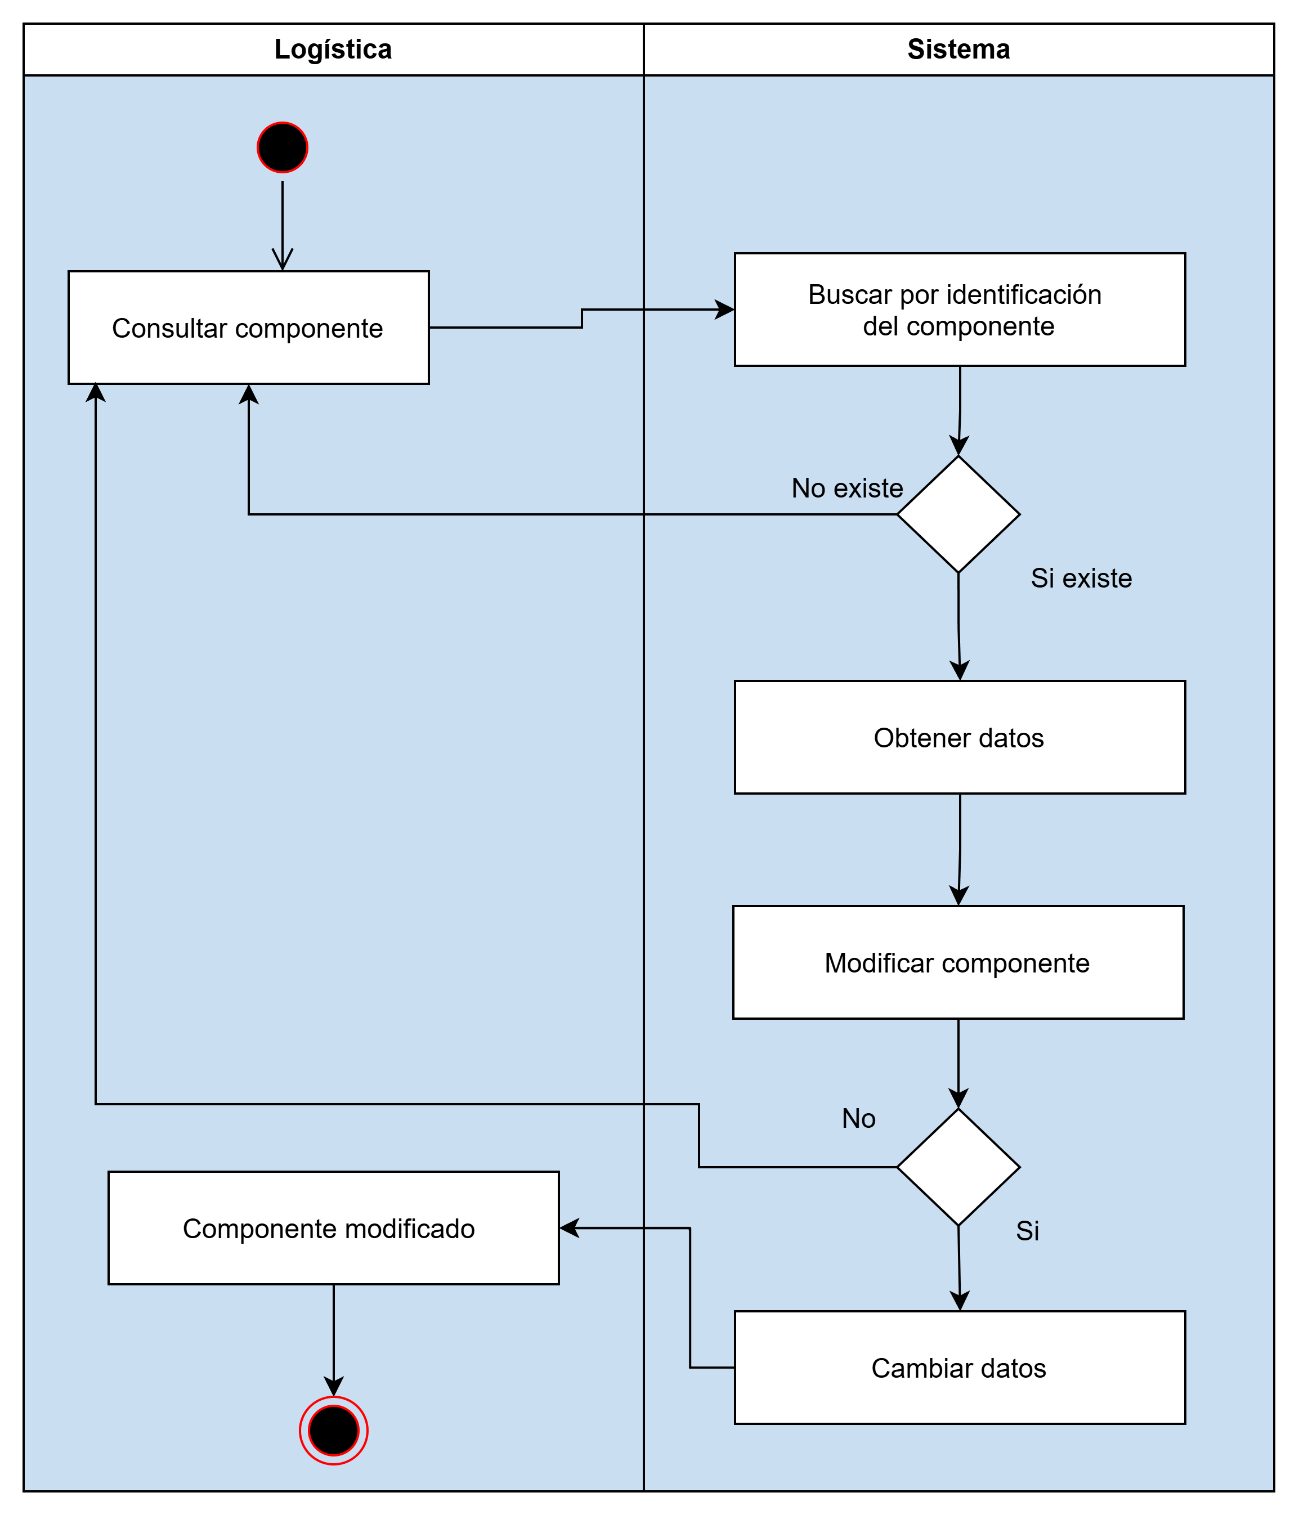 Logística
Sistema
Consultar componente
Buscar por identificación
del componente
No existe
Si existe
Obtener datos
Modificar componente
No
Si
Componente modificado
Cambiar datos